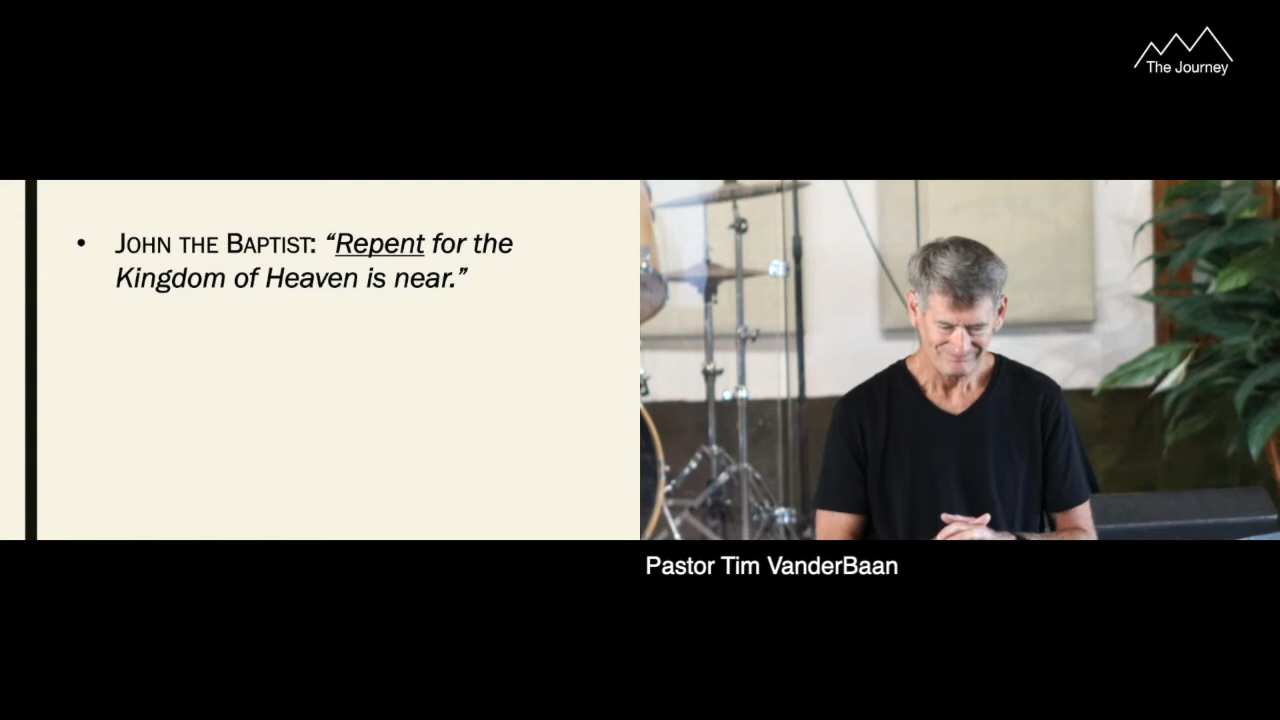 The Journey
• JOHN THE BAPTIST: “Repent for the
Kingdom of Heaven is near.”
Pastor Tim VanderBaan